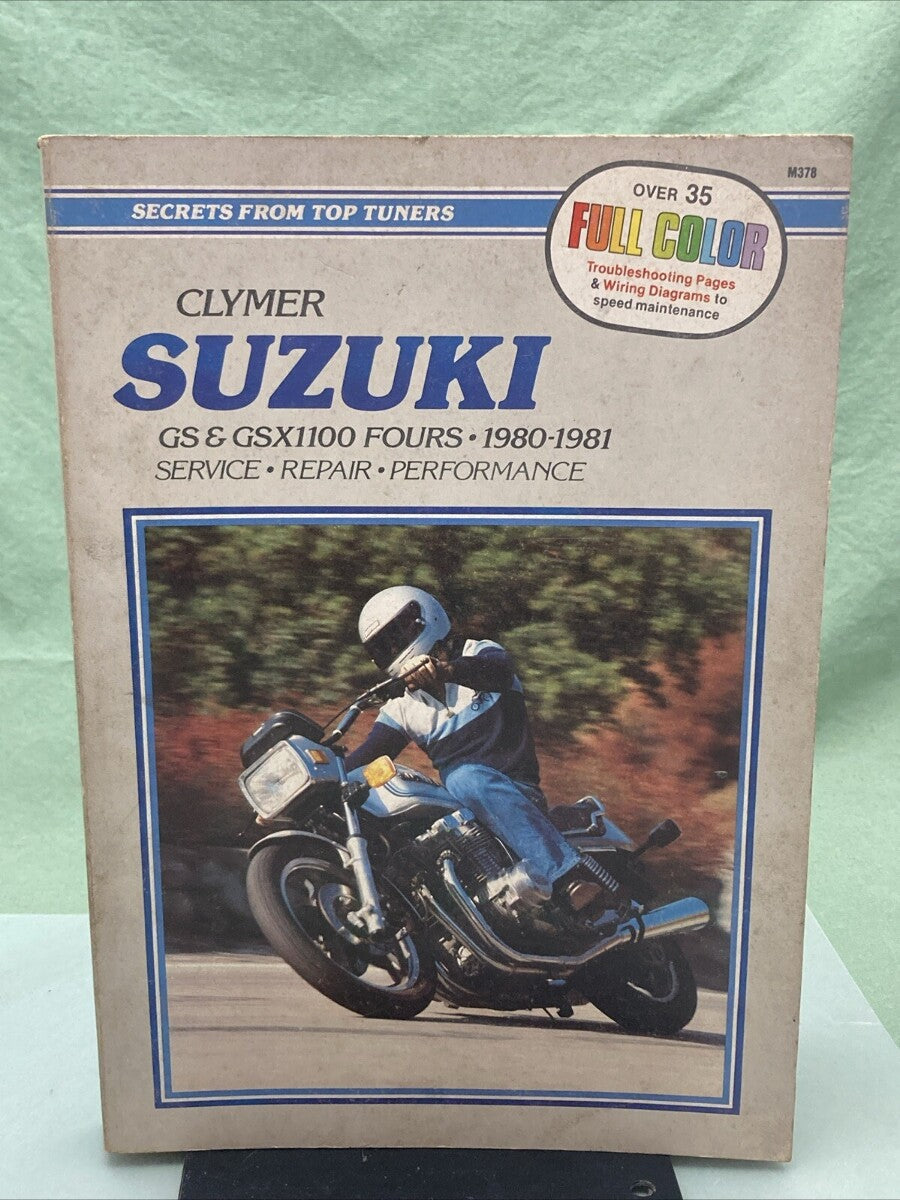 M378
SECRETS FROM TOP TUNERS
OVER 35
FULL COLOR
Troubleshooting Pages
& Wiring Diagrams to
speed maintenance
CLYMER
SUZUKI
GS & GSX1100 FOURS • 1980-1981
SERVICE • REPAIR • PERFORMANCE